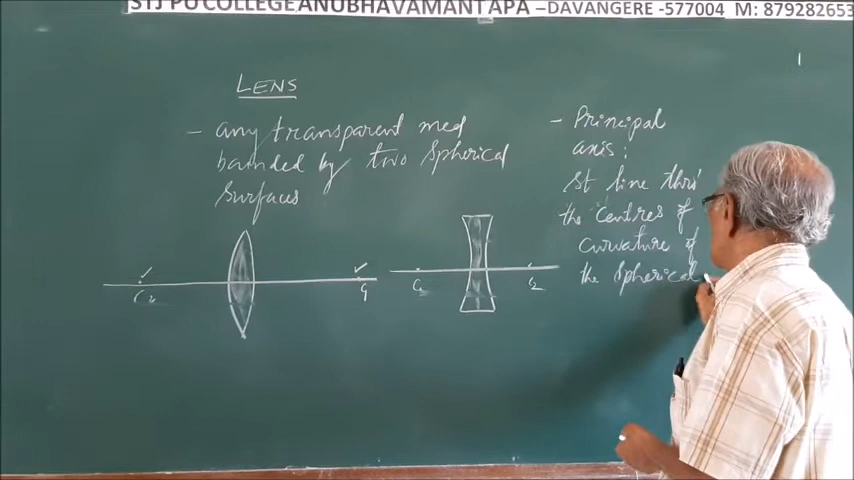 STJ PU COLLEGE ANUBHAVAMANTAPA – DAVANGERE -577004_M: 879282653
LENS
- any transparent med
bounded by two spherical
surfaces
C₂
C₁
C₁
C₂
- Principal
axis:
St line thro'
the centres of
curvature of
the spherical